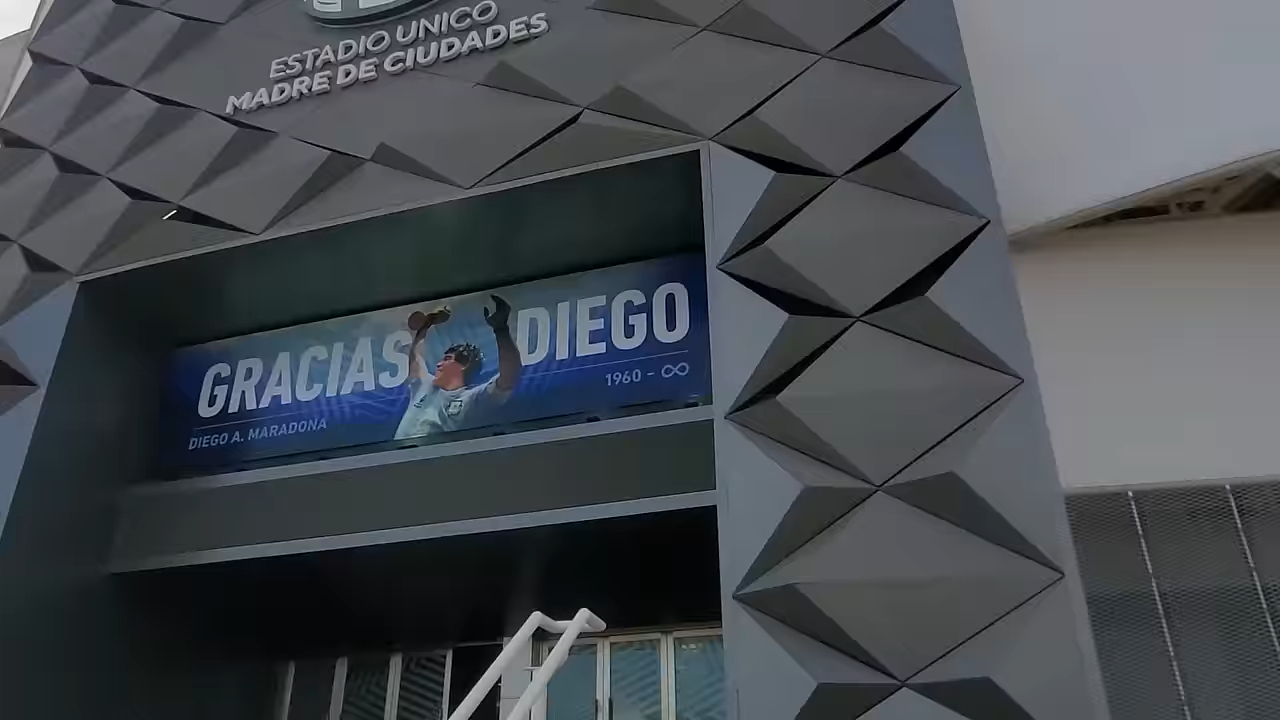 ESTADIO UNICO
MADRE DE CIUDADES
GRACIAS DIEGO
DIEGO A. MARADONA
1960 - ∞